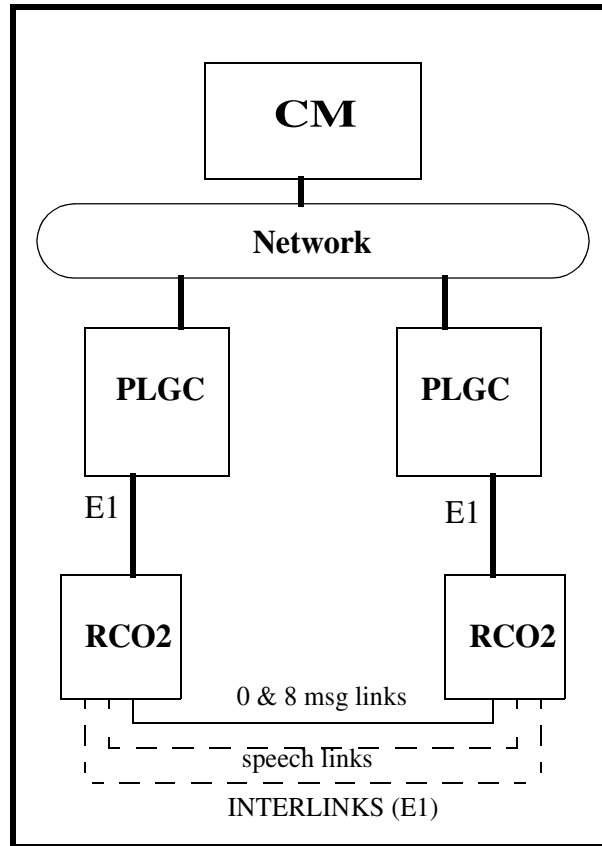 CM
Network
PLGC
PLGC
E1
E1
RCO2
RCO2
0 & 8 msg links
speech links
INTERLINKS (E1)